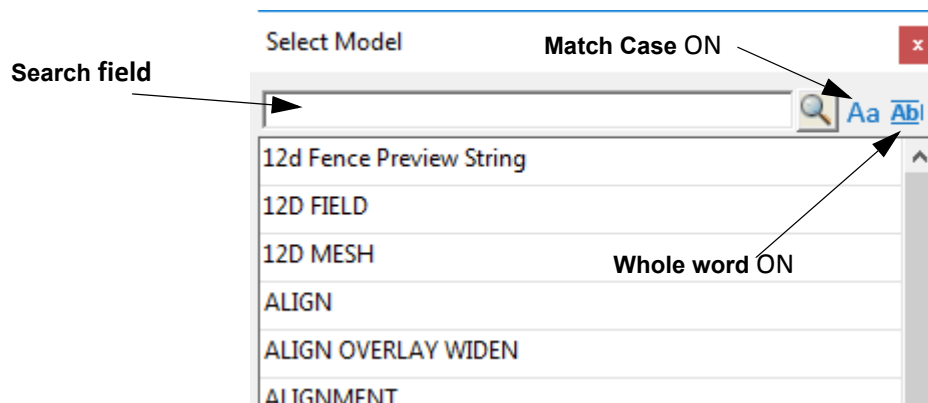 Select Model
Match Case ON
x
Search field
Aa Ab
12d Fence Preview String
12D FIELD
12D MESH
Whole word ON
ALIGN
ALIGN OVERLAY WIDEN
ALIGNMENT